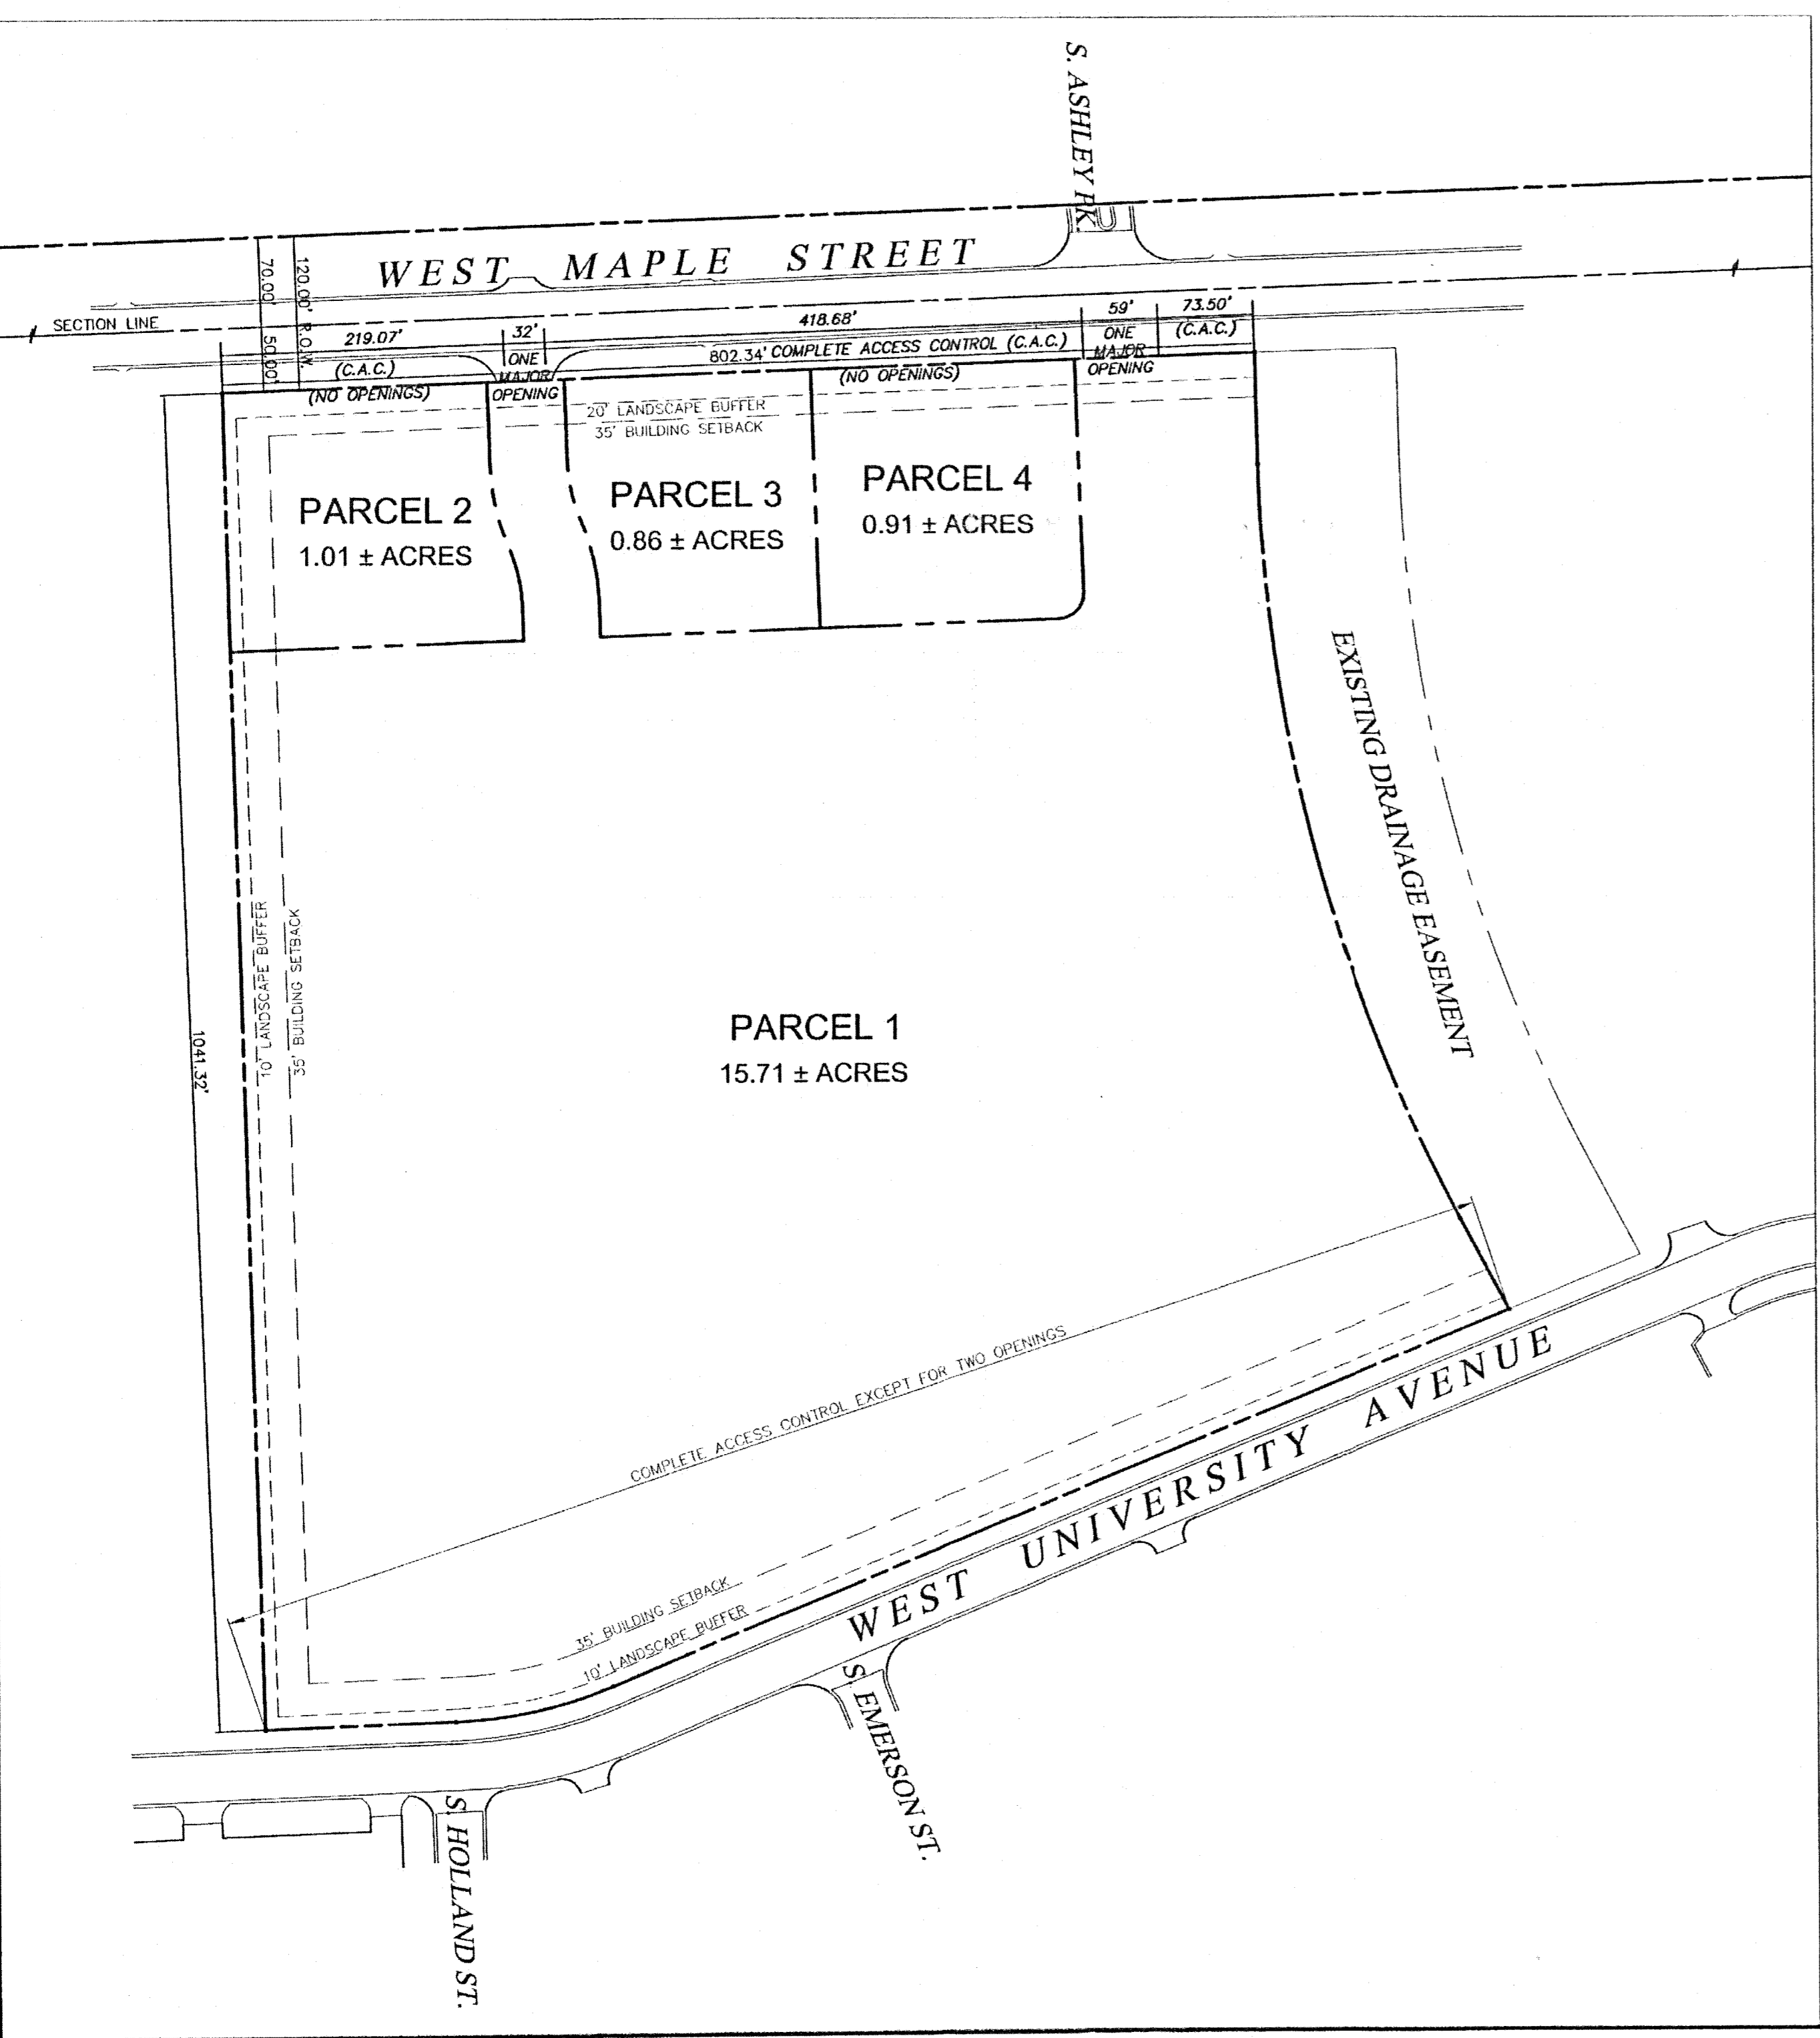 S. ASHLEY PK.
WEST MAPLE STREET
70.00'
120.00' R.O.W.
50.00'
SECTION LINE
219.07'
32'
418.68'
59'
73.50'
(C.A.C.)
ONE
MAJOR
OPENING
802.34' COMPLETE ACCESS CONTROL (C.A.C.)
ONE
MAJOR
OPENING
(C.A.C.)
(NO OPENINGS)
(NO OPENINGS)
20' LANDSCAPE BUFFER
35' BUILDING SETBACK
PARCEL 2
1.01 ± ACRES
PARCEL 3
0.86 ± ACRES
PARCEL 4
0.91 ± ACRES
EXISTING DRAINAGE EASEMENT
10' LANDSCAPE BUFFER
35' BUILDING SETBACK
1041.32'
PARCEL 1
15.71 ± ACRES
COMPLETE ACCESS CONTROL EXCEPT FOR TWO OPENINGS
35' BUILDING SETBACK
10' LANDSCAPE BUFFER
WEST UNIVERSITY AVENUE
S. EMERSON ST.
S. HOLLAND ST.